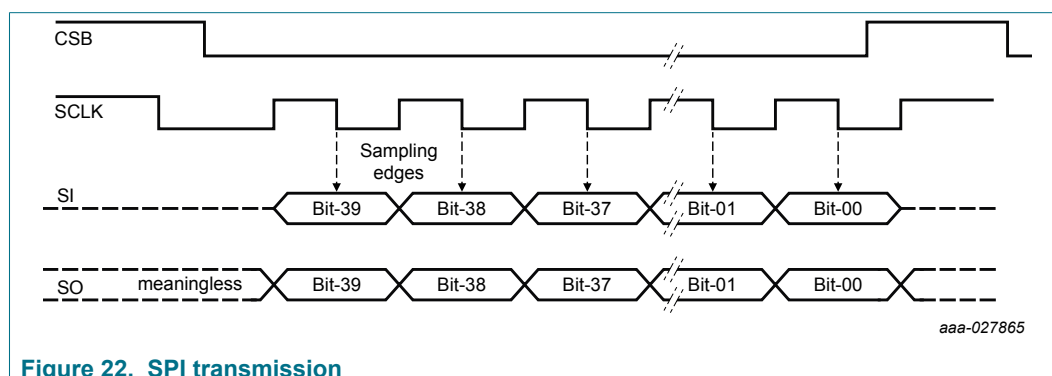 CSB
SCLK
Sampling
edges
SI
Bit-39 Bit-38 Bit-37 Bit-01 Bit-00
SO meaningless Bit-39 Bit-38 Bit-37 Bit-01 Bit-00
aaa-027865
Figure 22. SPI transmission